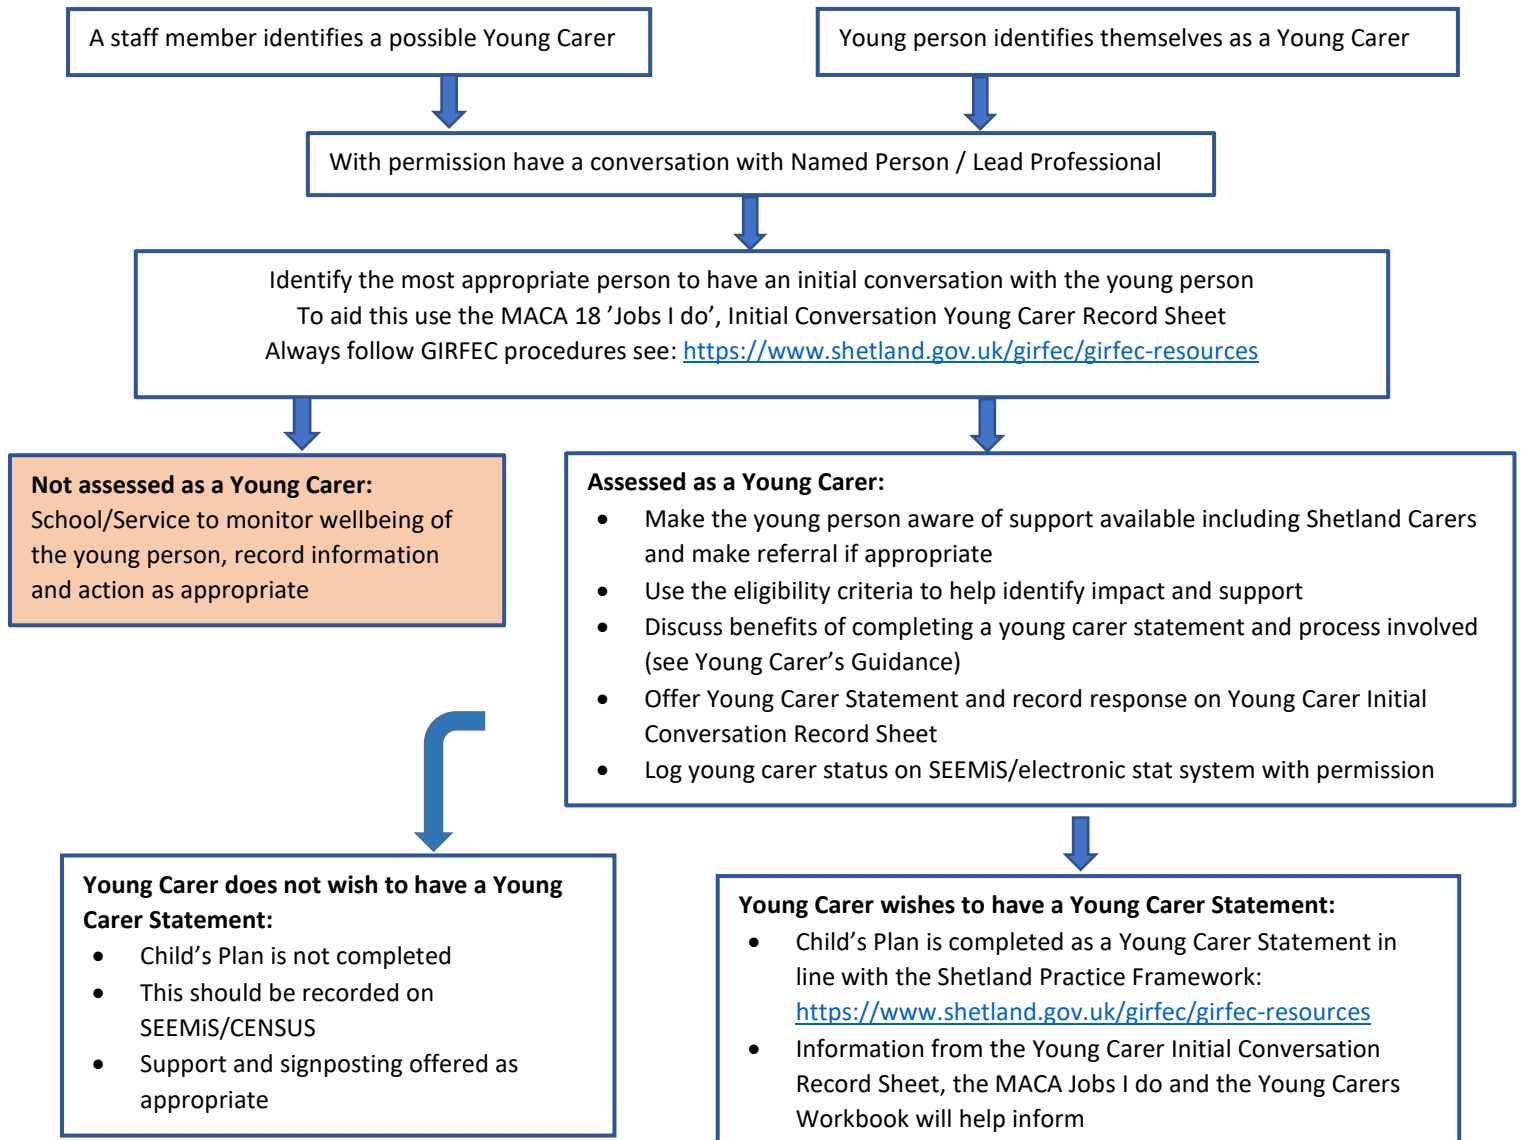 A staff member identifies a possible Young Carer
Young person identifies themselves as a Young Carer
With permission have a conversation with Named Person / Lead Professional
Identify the most appropriate person to have an initial conversation with the young person
To aid this use the MACA 18 ’Jobs I do’, Initial Conversation Young Carer Record Sheet
Always follow GIRFEC procedures see: https://www.shetland.gov.uk/girfec/girfec-resources
Not assessed as a Young Carer:
School/Service to monitor wellbeing of
the young person, record information
and action as appropriate
Assessed as a Young Carer:
• Make the young person aware of support available including Shetland Carers
and make referral if appropriate
• Use the eligibility criteria to help identify impact and support
• Discuss benefits of completing a young carer statement and process involved
(see Young Carer’s Guidance)
• Offer Young Carer Statement and record response on Young Carer Initial
Conversation Record Sheet
• Log young carer status on SEEMiS/electronic stat system with permission
Young Carer does not wish to have a Young
Carer Statement:
• Child’s Plan is not completed
• This should be recorded on
SEEMiS/CENSUS
• Support and signposting offered as
appropriate
Young Carer wishes to have a Young Carer Statement:
• Child’s Plan is completed as a Young Carer Statement in
line with the Shetland Practice Framework:
https://www.shetland.gov.uk/girfec/girfec-resources
• Information from the Young Carer Initial Conversation
Record Sheet, the MACA Jobs I do and the Young Carers
Workbook will help inform